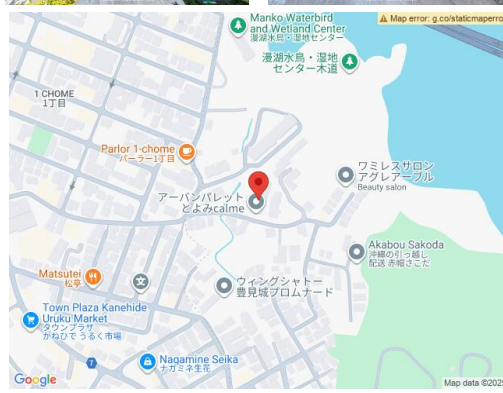 Manko Waterbird
and Wetland Center
漫湖水鳥・湿地センター
Map error: g.co/staticmaperro
漫湖水鳥・湿地
センター木道
1 CHOME
1丁目
Parlor 1-chome
パーラー1丁目
ワミレスサロン
アグレアーブル
Beauty salon
アーバンパレット
とよみcalme
Akabou Sakoda
沖縄の引っ越し
配送 赤帽さこだ
Matsutei
松亭
ウィングシャトー
豊見城プロムナード
Town Plaza Kanehide
Uruku Market
タウンプラザ
かねひで うるく市場
7
Nagamine Seika
ナガミネ生花
Google
Map data ©202